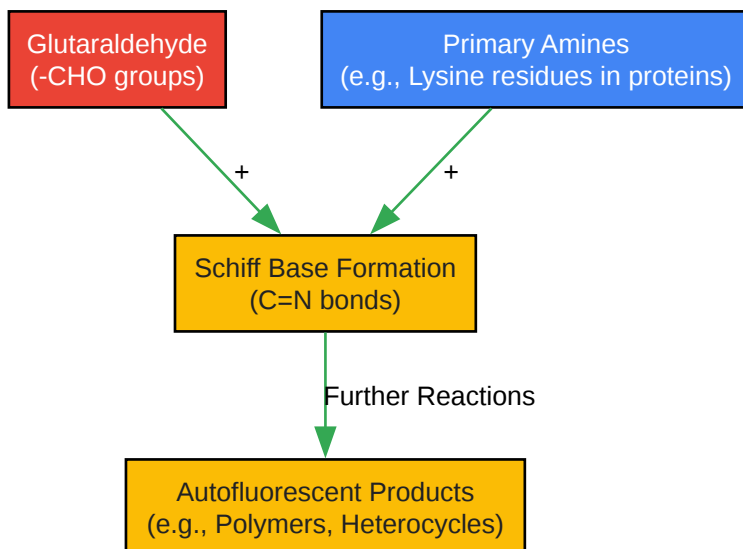 Glutaraldehyde
(-CHO groups)
Primary Amines
(e.g., Lysine residues in proteins)
+
+
Schiff Base Formation
(C=N bonds)
Further Reactions
Autofluorescent Products
(e.g., Polymers, Heterocycles)